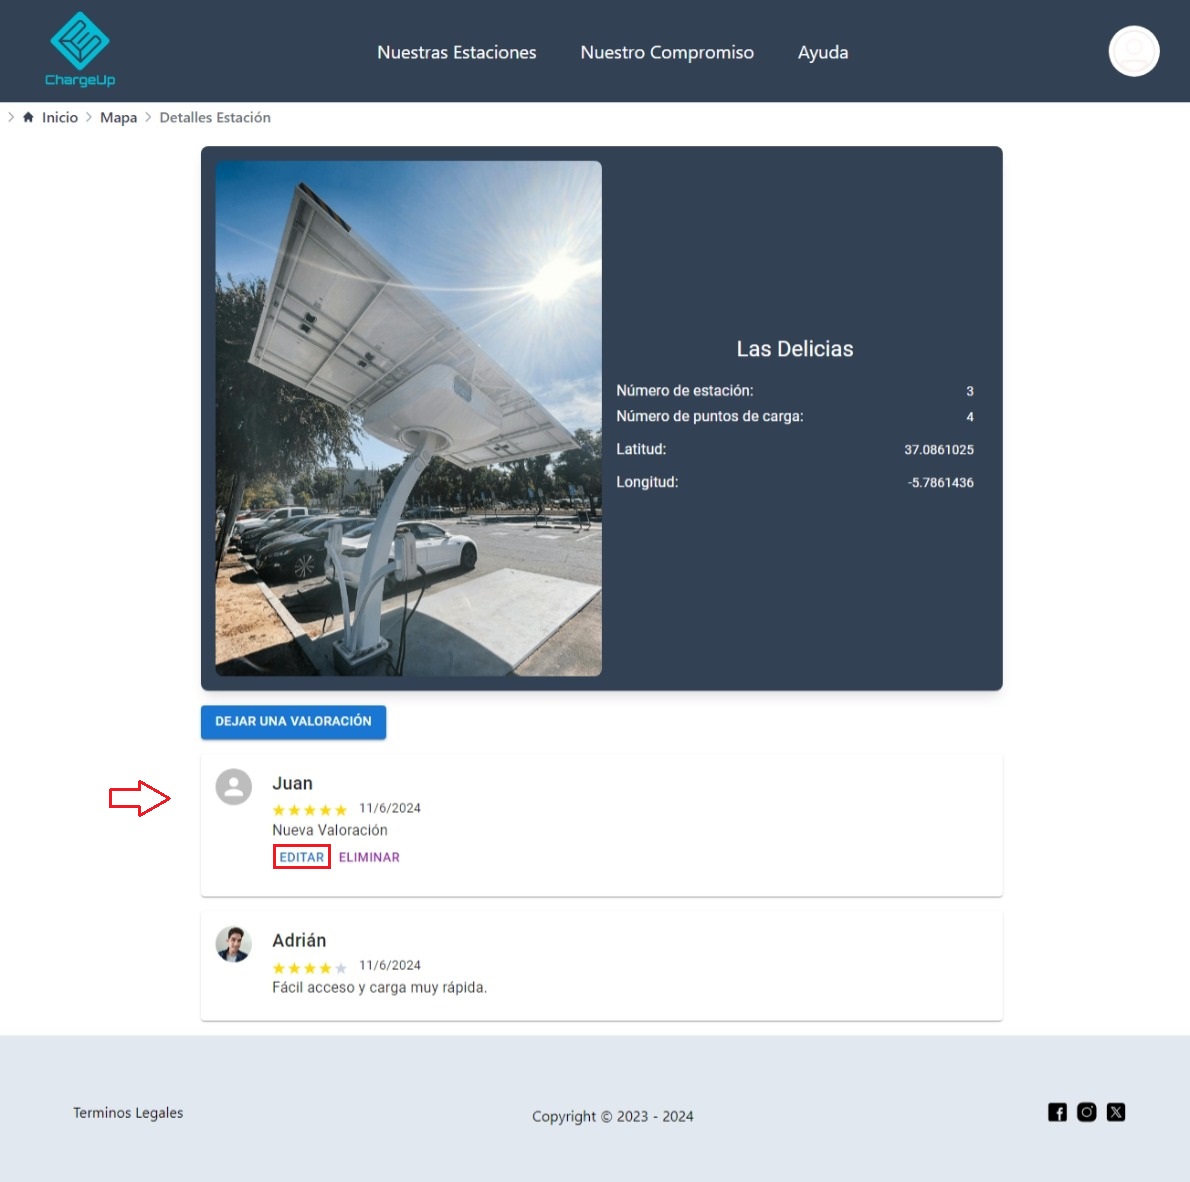 ChargeUp
Nuestras Estaciones Nuestro Compromiso Ayuda
Inicio Mapa Detalles Estación
Las Delicias
Número de estación: 3
Número de puntos de carga: 4
Latitud: 37.0861025
Longitud: -5.7861436
DEJAR UNA VALORACIÓN
Juan
11/6/2024
Nueva Valoración
EDITAR ELIMINAR
Adrián
11/6/2024
Fácil acceso y carga muy rápida.
Terminos Legales
Copyright © 2023 - 2024